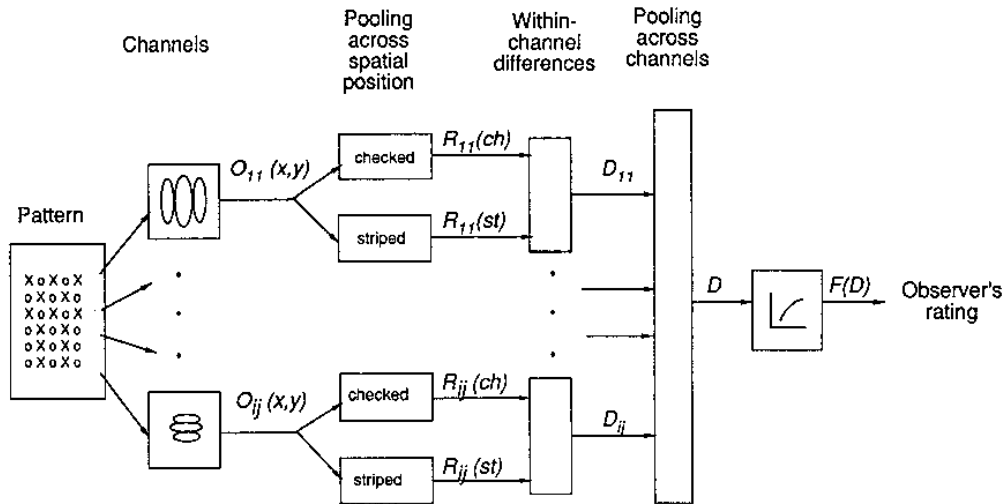 Channels
Pooling
across
spatial
position
Within-
channel
differences
Pooling
across
channels
Pattern
XoXoX
oXoXo
XoXoX
oXoXo
oXoXo
oXoXo
O11 (x,y)
checked
R11(ch)
striped
R11(st)
D11
D
F(D)
Observer's
rating
Oij (x,y)
checked
Rij (ch)
striped
Rij (st)
Dij